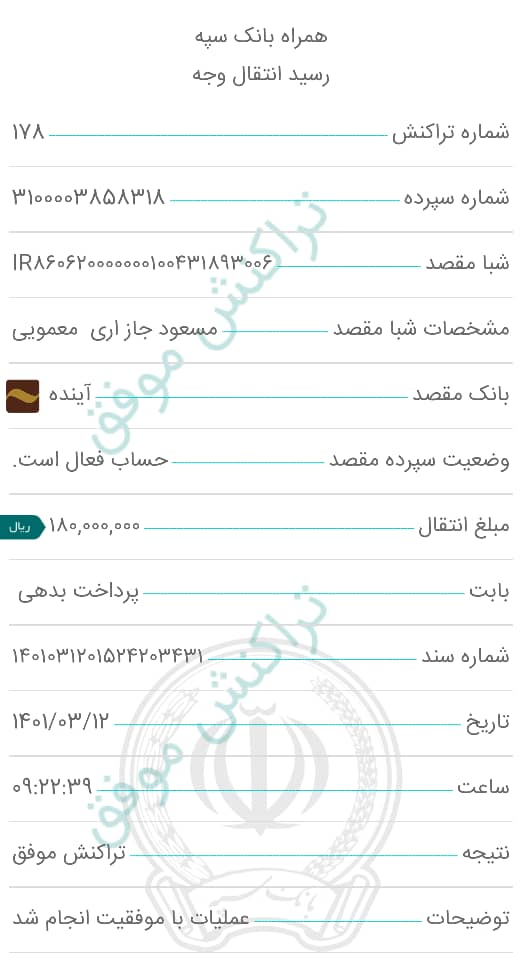 همراه بانک سپه
رسید انتقال وجه
شماره تراکنش ۱۷۸
شماره سپرده ۳۱۰۰۰۰۳۸۵۸۳۱۸
شبا مقصد IR۸۶۰۶۲۰۰۰۰۰۰۰۱۰۰۴۳۱۸۹۳۰۰۶
مشخصات شبا مقصد مسعود جاز اری  معمویی
بانک مقصد آینده
وضعیت سپرده مقصد حساب فعال است.
مبلغ انتقال ۱۸۰,۰۰۰,۰۰۰ ریال
بابت پرداخت بدهی
شماره سند ۱۴۰۱۰۳۱۲۰۱۵۲۴۲۰۳۴۳۱
تاریخ ۱۴۰۱/۰۳/۱۲
ساعت ۰۹:۲۲:۳۹
نتیجه تراکنش موفق
توضیحات عملیات با موفقیت انجام شد
تراکنش موفق
تراکنش موفق
بانک سپه